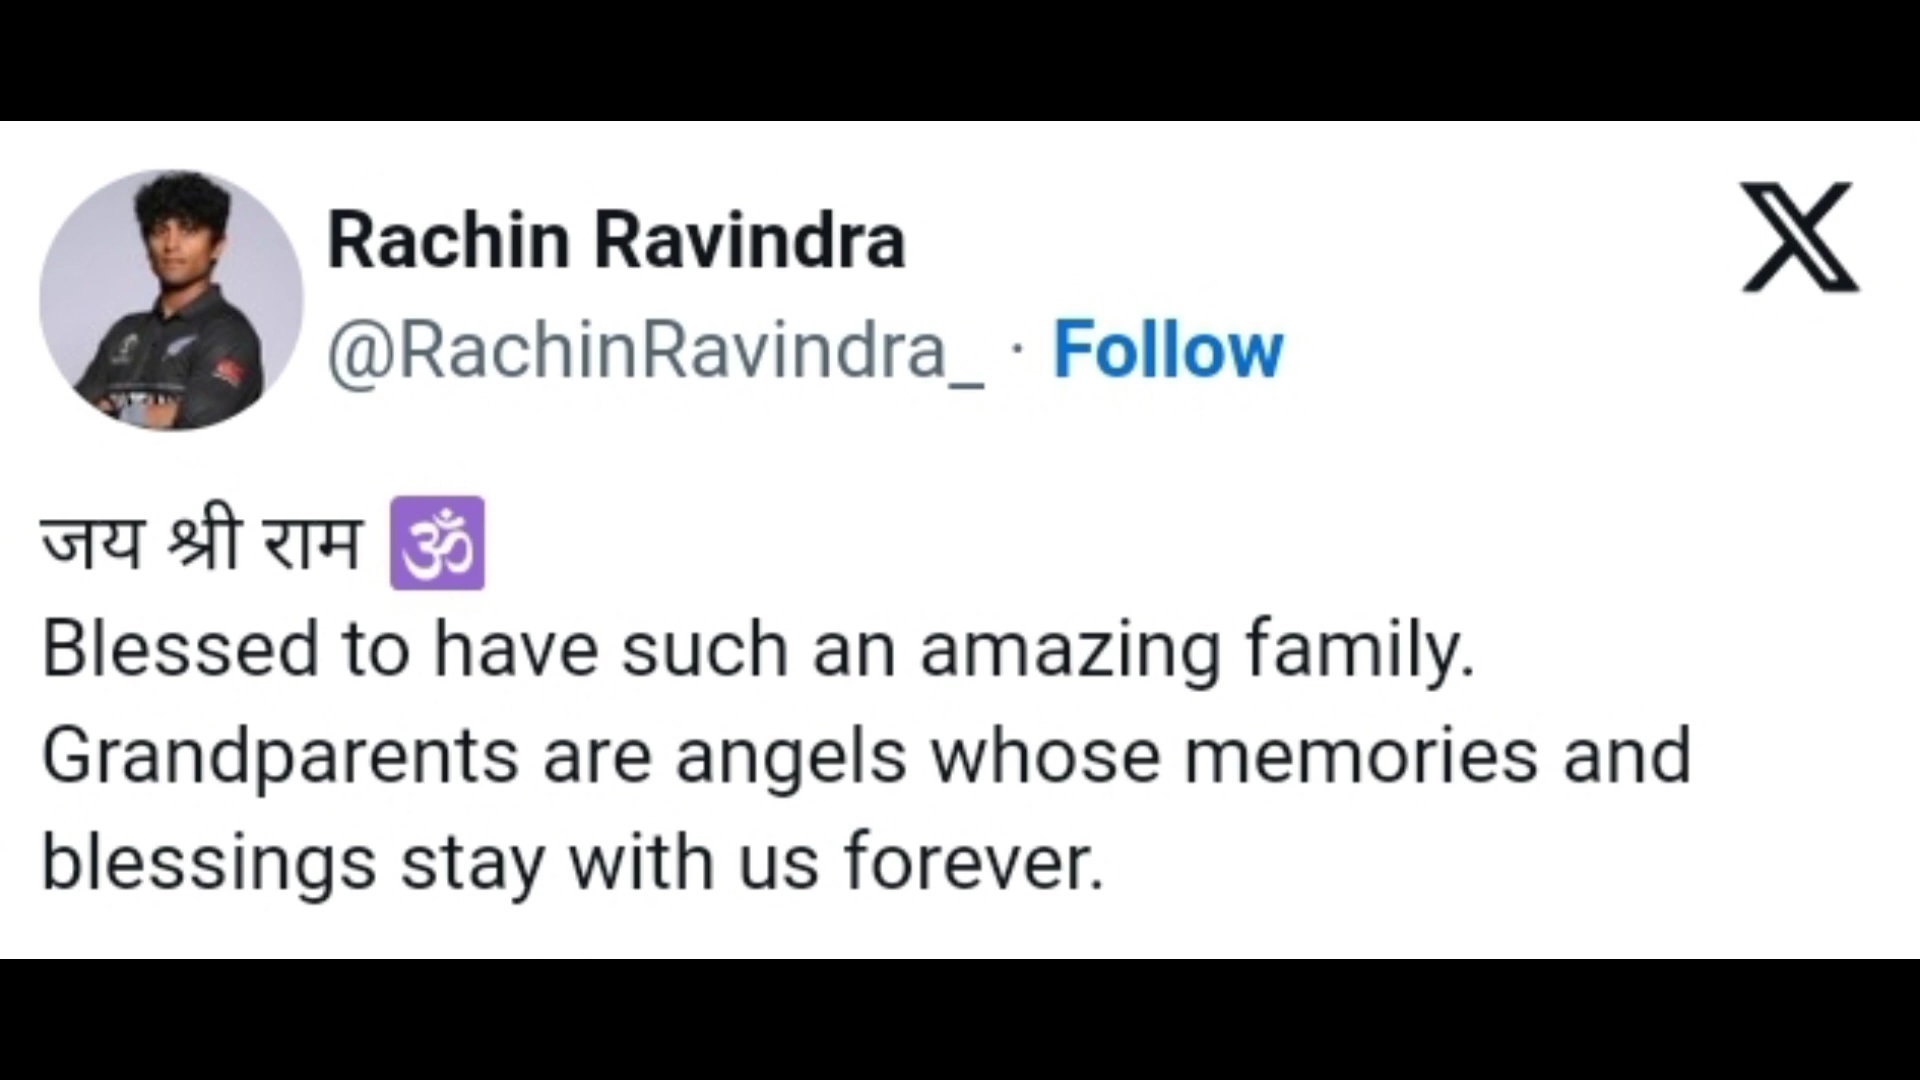 Rachin Ravindra
@RachinRavindra_ · Follow
जय श्री राम 🕉
Blessed to have such an amazing family.
Grandparents are angels whose memories and
blessings stay with us forever.